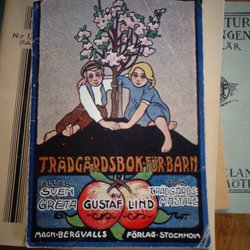 TRÄDGÅRDSBOK·FÖR·BARN
SVEN
GRETA
GUSTAF LIND
TRÄDGÅRDS-
MÄSTARE
MAGN·BERGVALLS FÖRLAG·STOCKHOLM